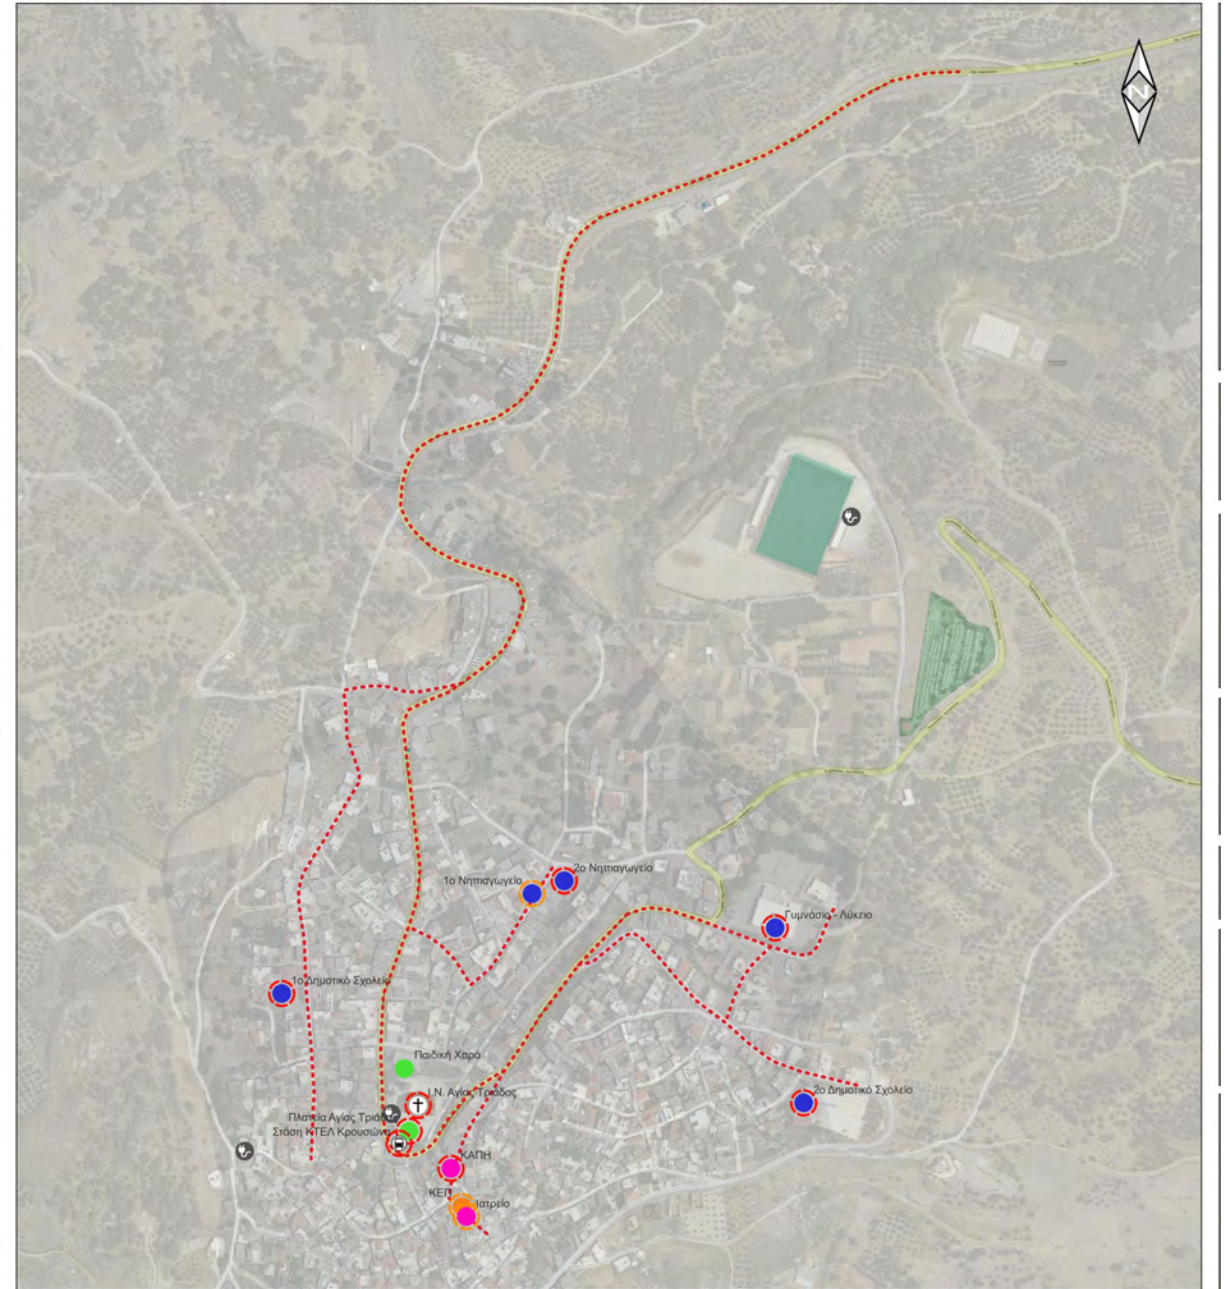 N
2ο Νηπιαγωγείο
1ο Νηπιαγωγείο
Γυμνάσιο - Λύκειο
1ο Δημοτικό Σχολείο
Παιδική Χαρά
Ι.Ν. Αγίας Τριάδος
2ο Δημοτικό Σχολείο
Πλατεία Αγίας Τριάδ
Στάση ΚΤΕΛ Κρουσώνα
ΚΑΠΗ
ΚΕΠ
Ιατρείο